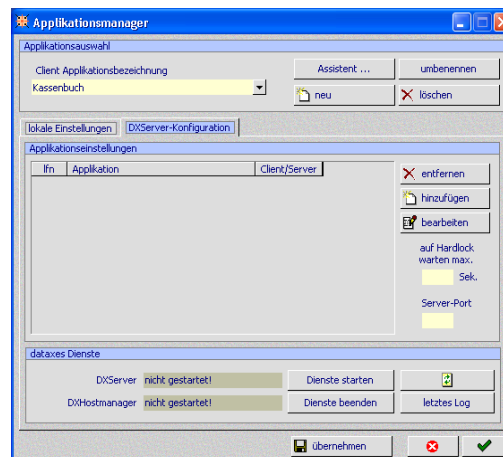 Applikationsmanager
Applikationsauswahl
Client Applikationsbezeichnung
Kassenbuch
Assistent ...
umbenennen
neu
löschen
lokale Einstellungen
DXServer-Konfiguration
Applikationseinstellungen
lfn Applikation Client/Server
entfernen
hinzufügen
bearbeiten
auf Hardlock
warten max.
Sek.
Server-Port
dataxes Dienste
DXServer nicht gestartet! Dienste starten
DXHostmanager nicht gestartet! Dienste beenden letztes Log
übernehmen